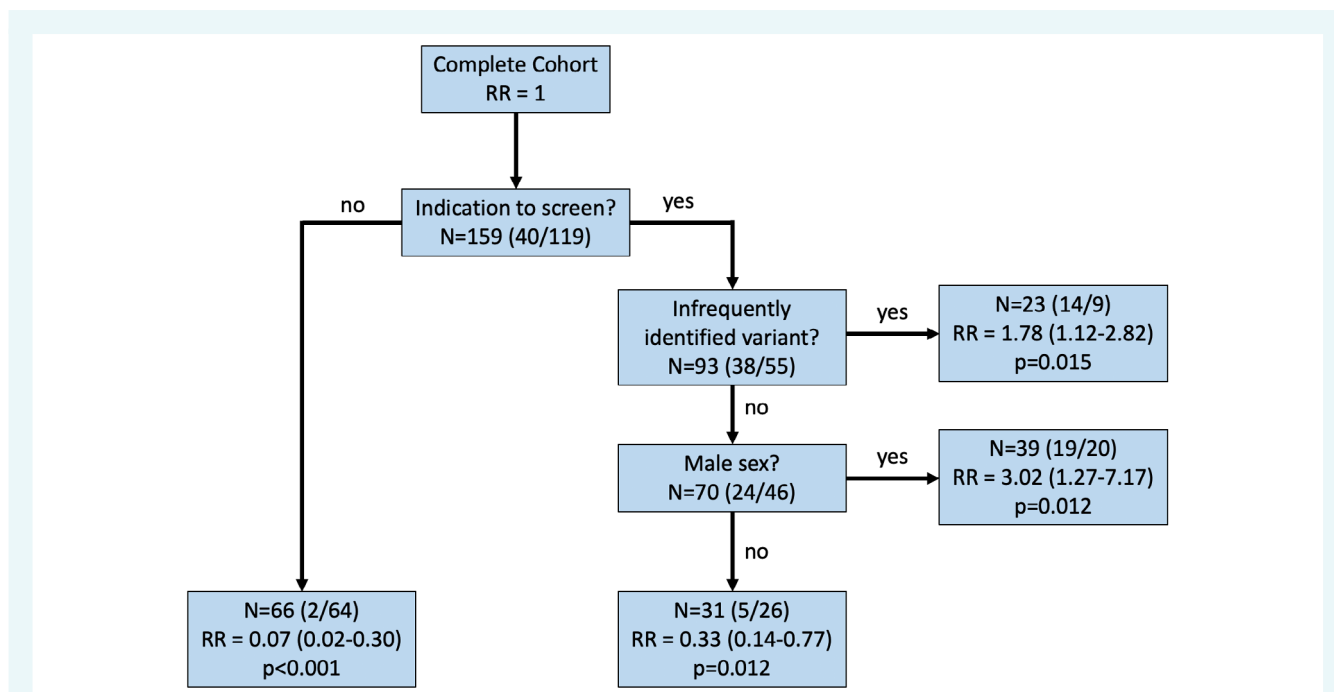 Complete Cohort
RR = 1
no
Indication to screen?
N=159 (40/119)
yes
Infrequently
identified variant?
N=93 (38/55)
yes
N=23 (14/9)
RR = 1.78 (1.12-2.82)
p=0.015
no
Male sex?
N=70 (24/46)
yes
N=39 (19/20)
RR = 3.02 (1.27-7.17)
p=0.012
no
N=66 (2/64)
RR = 0.07 (0.02-0.30)
p<0.001
N=31 (5/26)
RR = 0.33 (0.14-0.77)
p=0.012